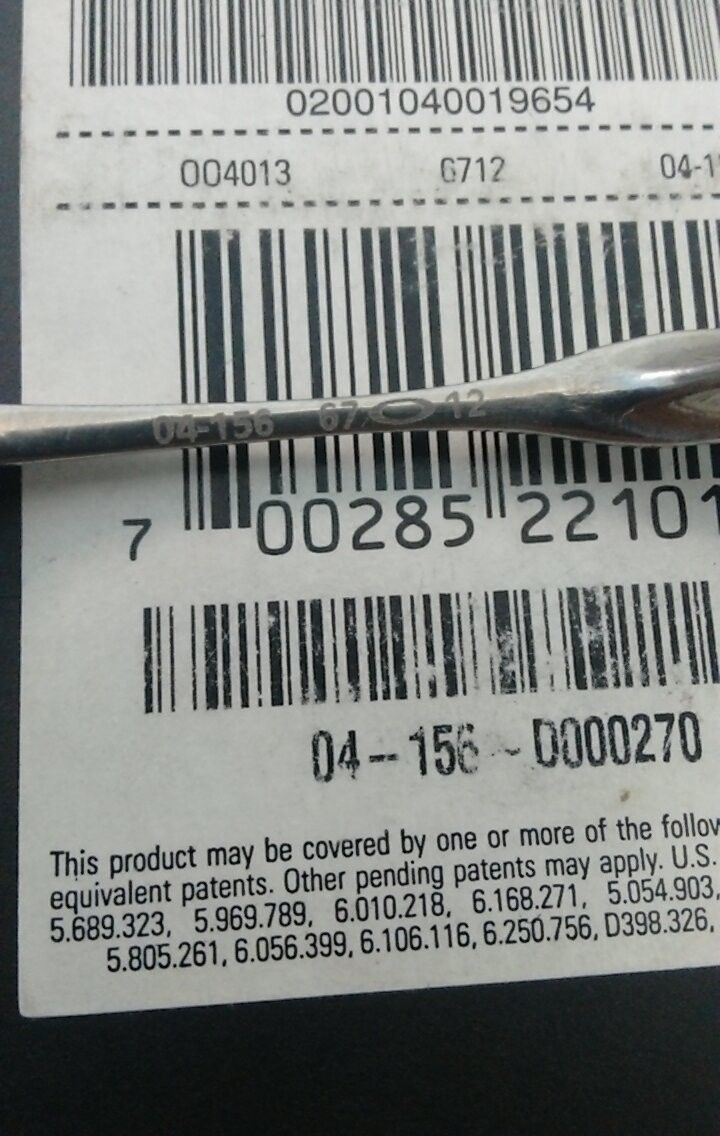 02001040019654
004013 6712 04-1
04-156 67 12
7 00285 22101
04--156 - D000270
This product may be covered by one or more of the follow
equivalent patents. Other pending patents may apply. U.S.
5.689.323, 5.969.789, 6.010.218, 6.168.271, 5.054.903,
5.805.261, 6.056.399, 6.106.116, 6.250.756, D398.326,